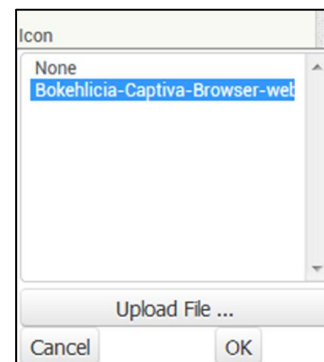 Icon
None
Bokehlicia-Captiva-Browser-web
Upload File ...
Cancel OK